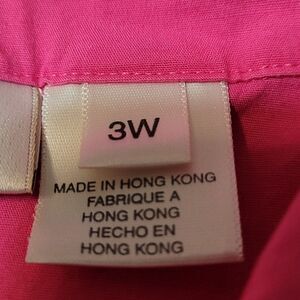 3W
MADE IN HONG KONG
FABRIQUE A
HONG KONG
HECHO EN
HONG KONG